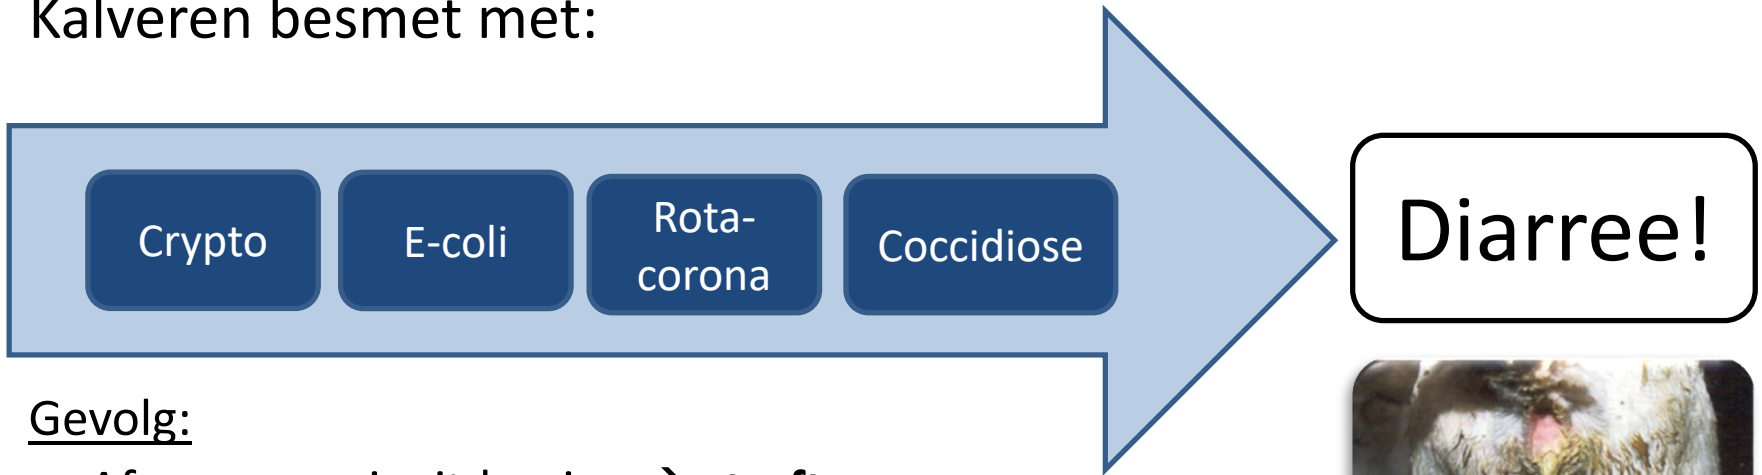 Kalveren besmet met:
Crypto
E-coli
Rota-
corona
Coccidiose
Diarree!
Gevolg: